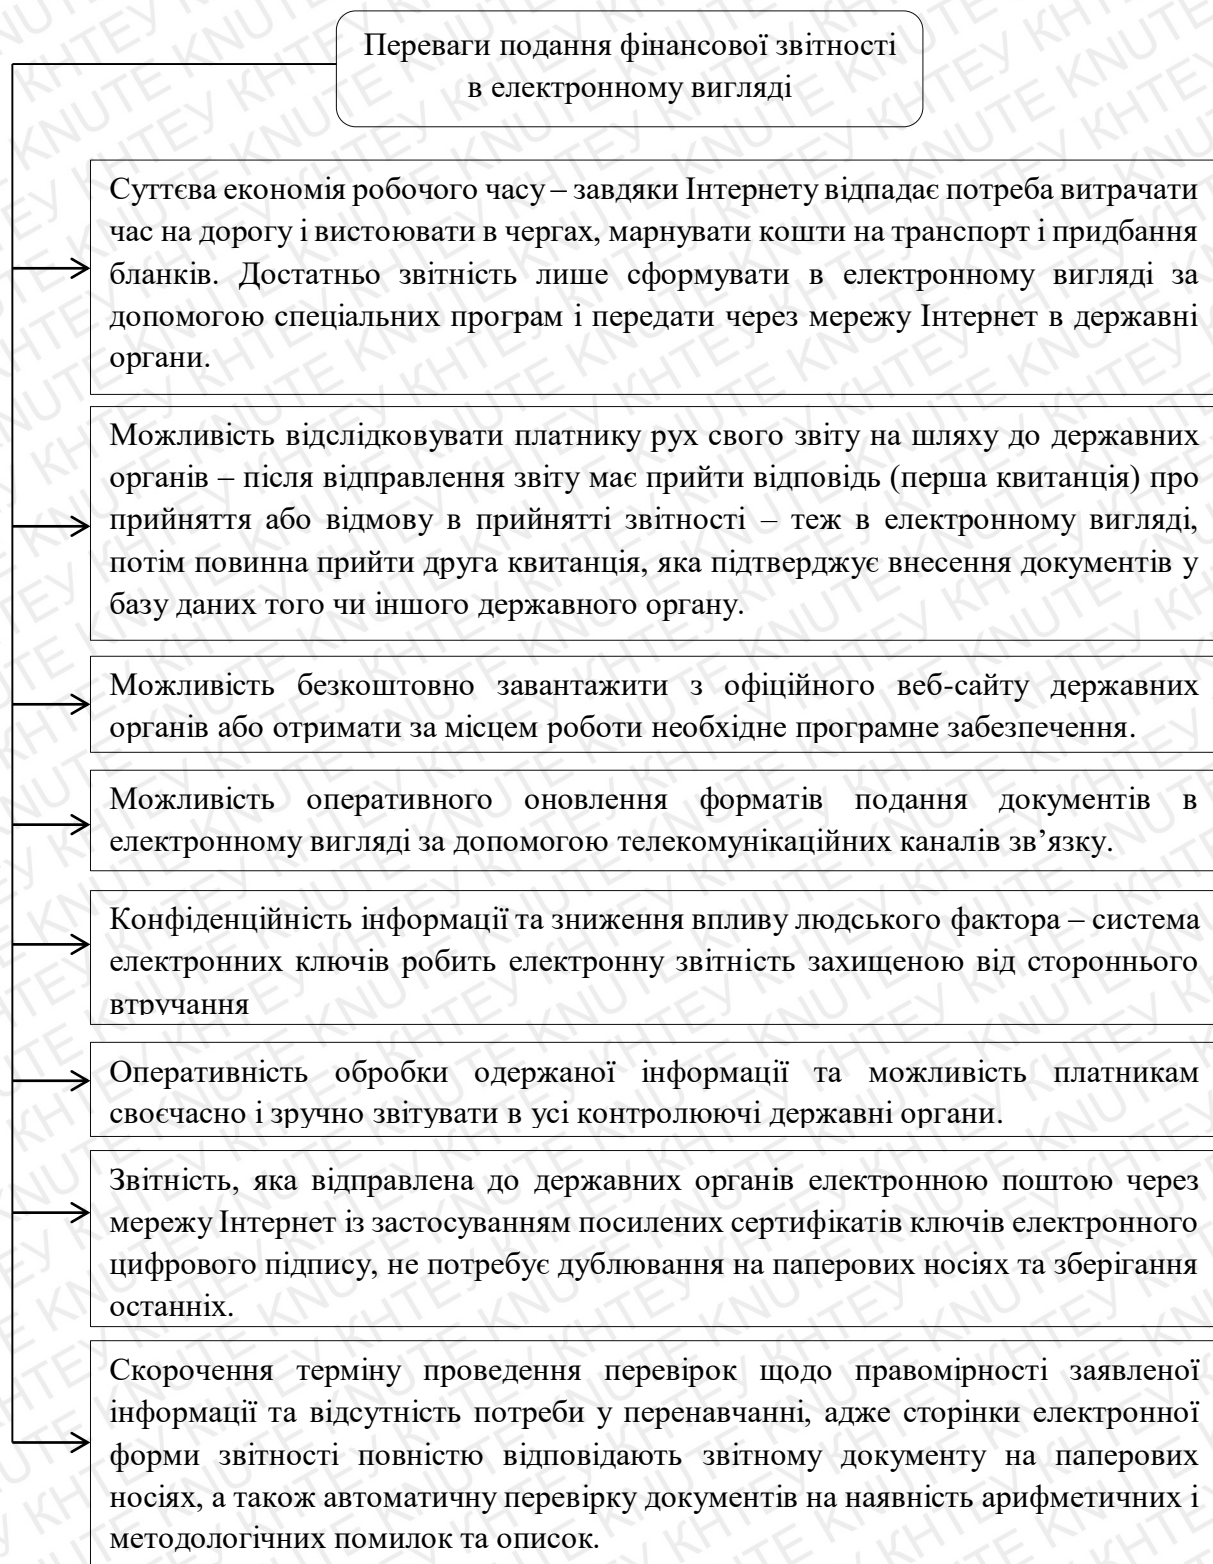 Переваги подання фінансової звітності
в електронному вигляді
Суттєва економія робочого часу – завдяки Інтернету відпадає потреба витрачати
час на дорогу і вистоювати в чергах, марнувати кошти на транспорт і придбання
бланків. Достатньо звітність лише сформувати в електронному вигляді за
допомогою спеціальних програм і передати через мережу Інтернет в державні
органи.
Можливість відслідковувати платнику рух свого звіту на шляху до державних
органів – після відправлення звіту має прийти відповідь (перша квитанція) про
прийняття або відмову в прийнятті звітності – теж в електронному вигляді,
потім повинна прийти друга квитанція, яка підтверджує внесення документів у
базу даних того чи іншого державного органу.
Можливість безкоштовно завантажити з офіційного веб-сайту державних
органів або отримати за місцем роботи необхідне програмне забезпечення.
Можливість оперативного оновлення форматів подання документів в
електронному вигляді за допомогою телекомунікаційних каналів зв’язку.
Конфіденційність інформації та зниження впливу людського фактора – система
електронних ключів робить електронну звітність захищеною від стороннього
втручання
Оперативність обробки одержаної інформації та можливість платникам
своєчасно і зручно звітувати в усі контролюючі державні органи.
Звітність, яка відправлена до державних органів електронною поштою через
мережу Інтернет із застосуванням посилених сертифікатів ключів електронного
цифрового підпису, не потребує дублювання на паперових носіях та зберігання
останніх.
Скорочення терміну проведення перевірок щодо правомірності заявленої
інформації та відсутність потреби у перенавчанні, адже сторінки електронної
форми звітності повністю відповідають звітному документу на паперових
носіях, а також автоматичну перевірку документів на наявність арифметичних і
методологічних помилок та описок.